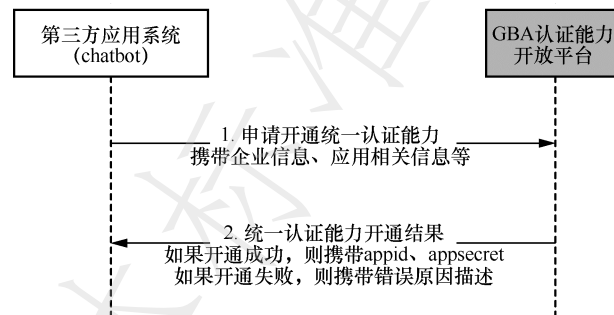 第三方应用系统
(chatbot)
GBA认证能力
开放平台
1. 申请开通统一认证能力
携带企业信息、应用相关信息等
2. 统一认证能力开通结果
如果开通成功，则携带appid、appsecret
如果开通失败，则携带错误原因描述